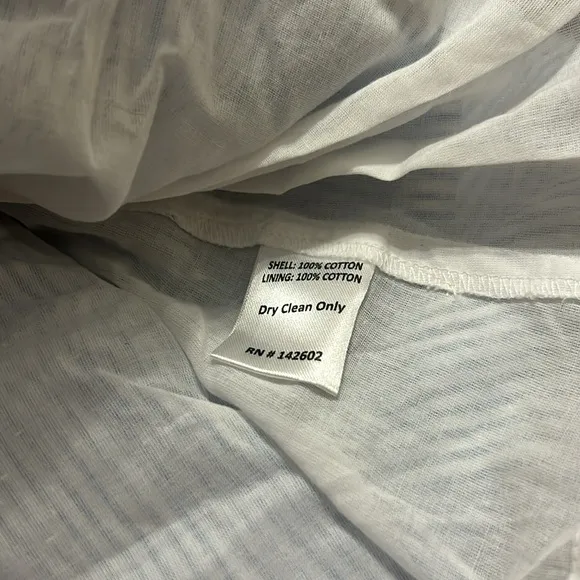 SHELL: 100% COTTON
LINING: 100% COTTON
Dry Clean Only
RN # 142602